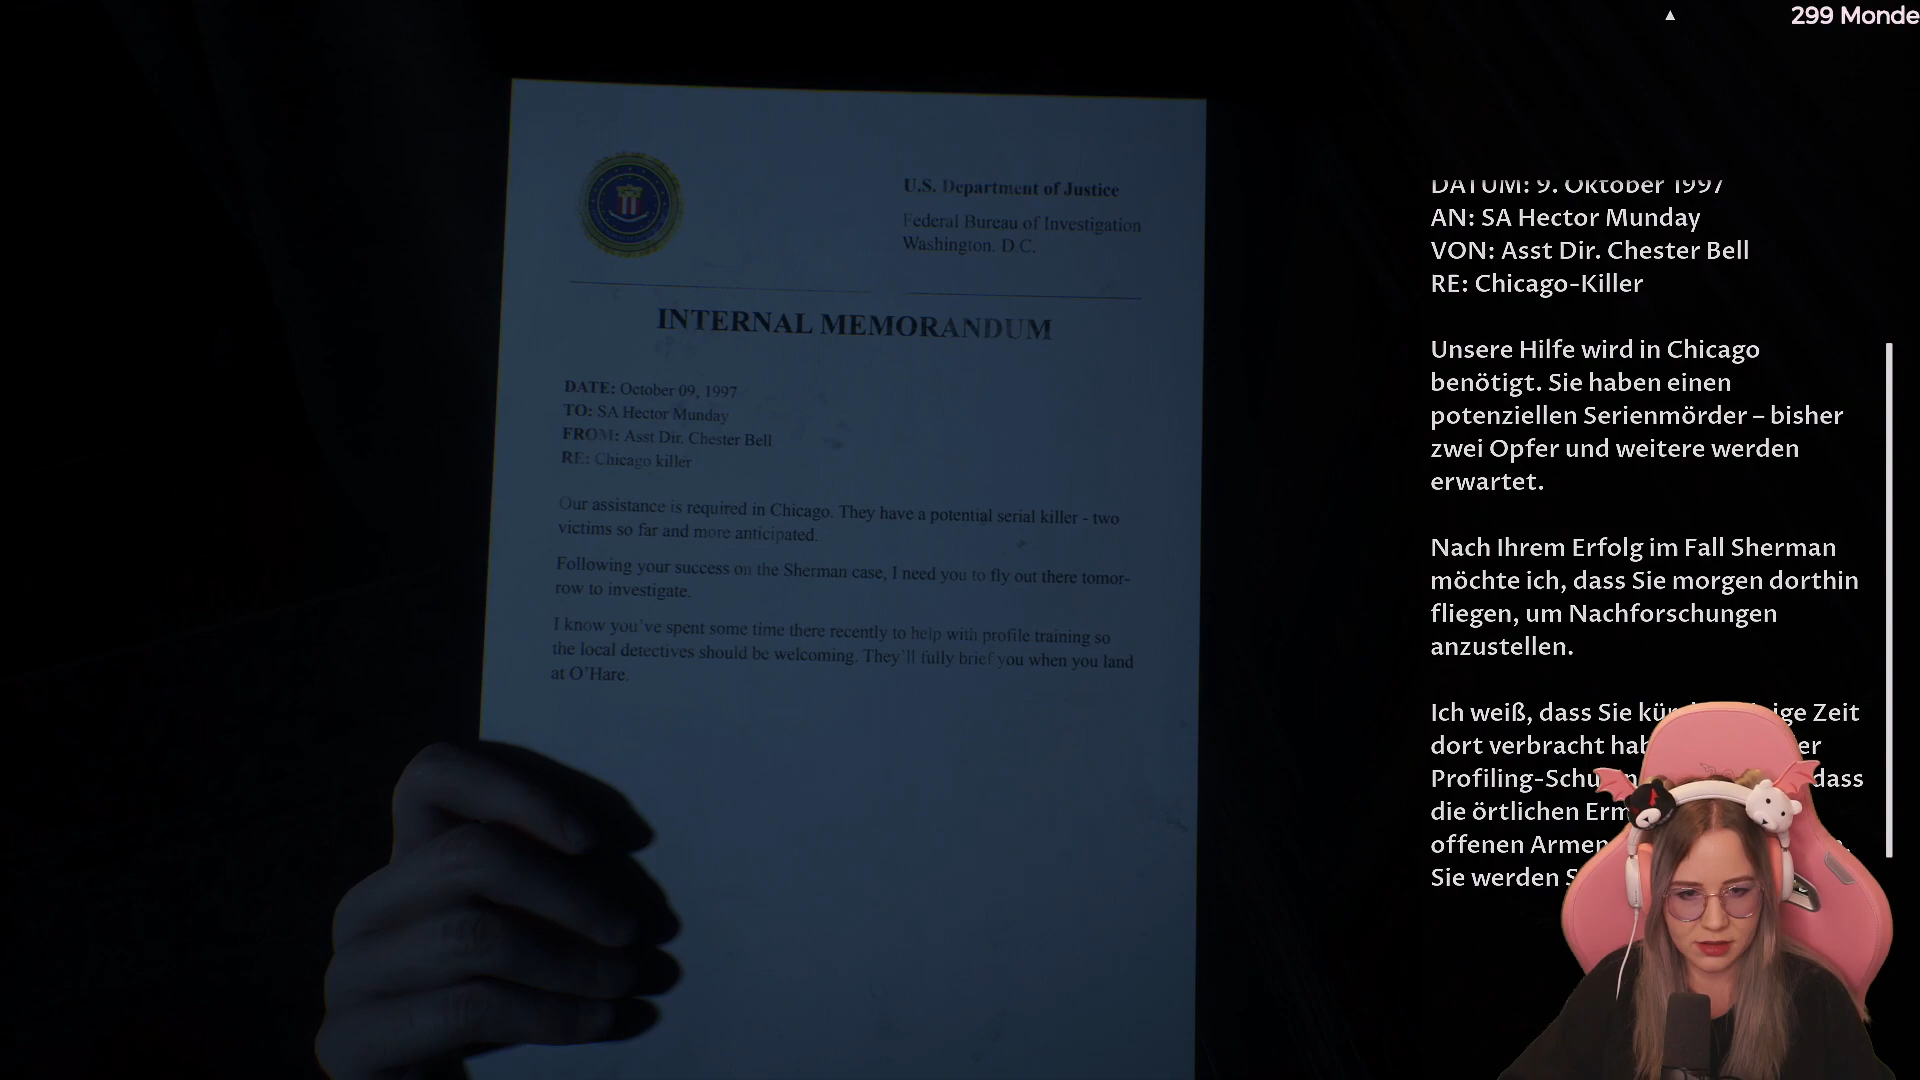 299 Monde
U.S. Department of Justice
Federal Bureau of Investigation
Washington, D.C.
INTERNAL MEMORANDUM
DATE: October 09, 1997
TO: SA Hector Munday
FROM: Asst Dir. Chester Bell
RE: Chicago killer
Our assistance is required in Chicago. They have a potential serial killer - two
victims so far and more anticipated.
Following your success on the Sherman case, I need you to fly out there tomor-
row to investigate.
I know you've spent some time there recently to help with profile training so
the local detectives should be welcoming. They'll fully brief you when you land
at O'Hare.
DATUM: 9. Oktober 1997
AN: SA Hector Munday
VON: Asst Dir. Chester Bell
RE: Chicago-Killer
Unsere Hilfe wird in Chicago
benötigt. Sie haben einen
potenziellen Serienmörder – bisher
zwei Opfer und weitere werden
erwartet.
Nach Ihrem Erfolg im Fall Sherman
möchte ich, dass Sie morgen dorthin
fliegen, um Nachforschungen
anzustellen.
Ich weiß, dass Sie Zeit
dort verbracht
dass
die örtlichen
offenen Armen
Sie werden